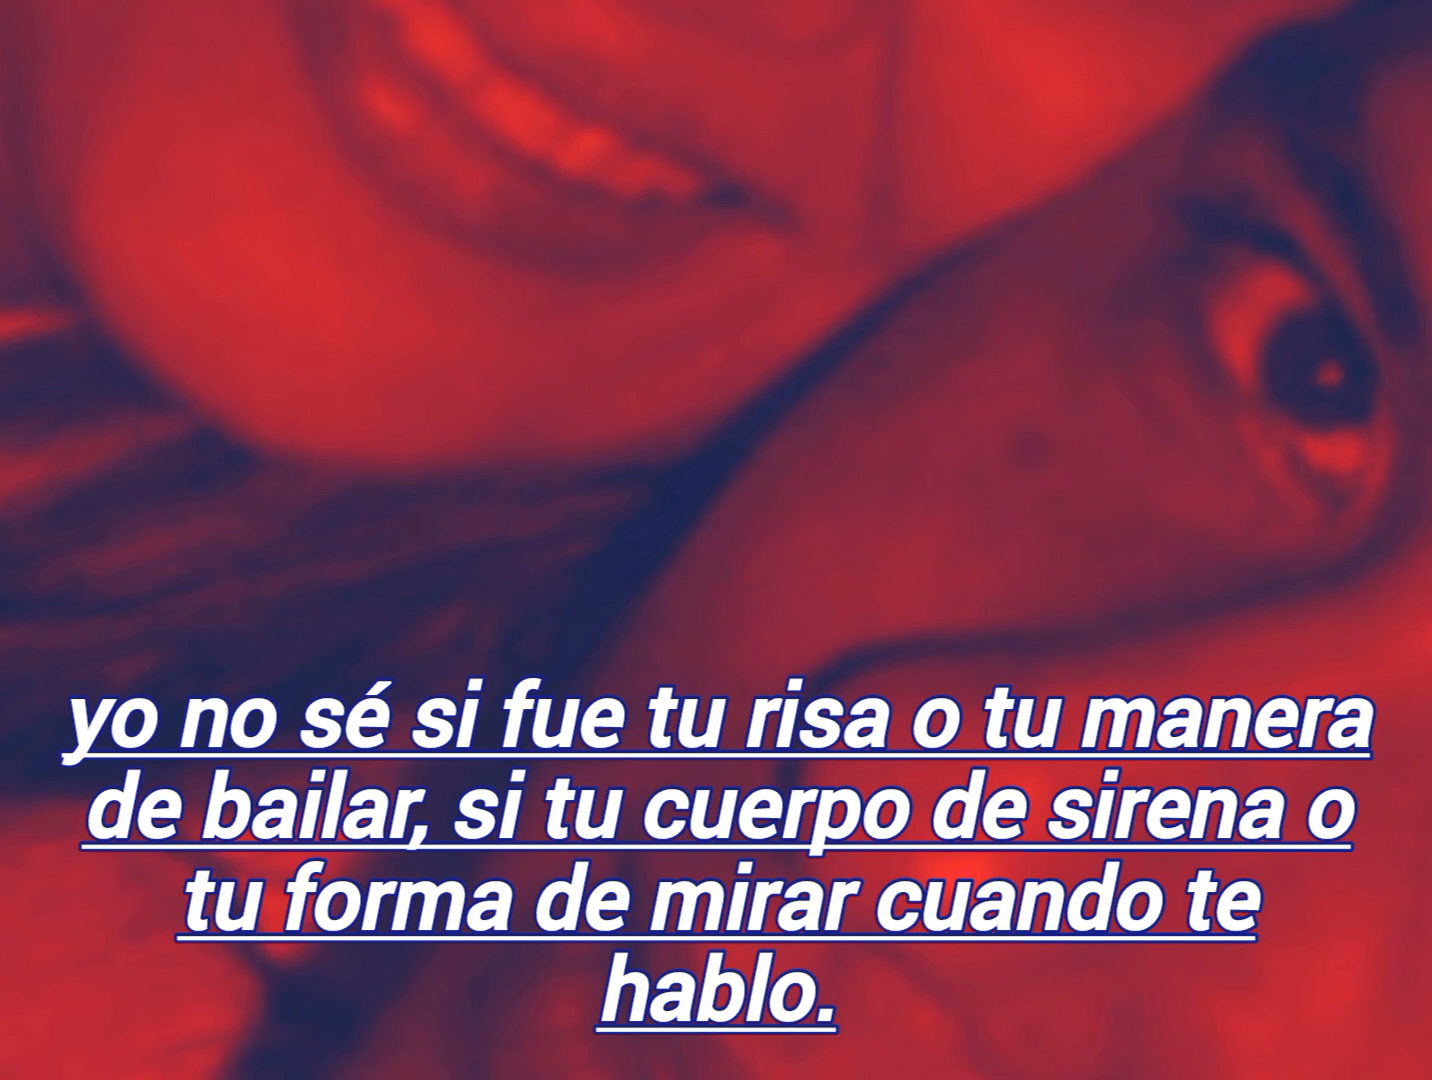 yo no sé si fue tu risa o tu manera
de bailar, si tu cuerpo de sirena o
tu forma de mirar cuando te
hablo.